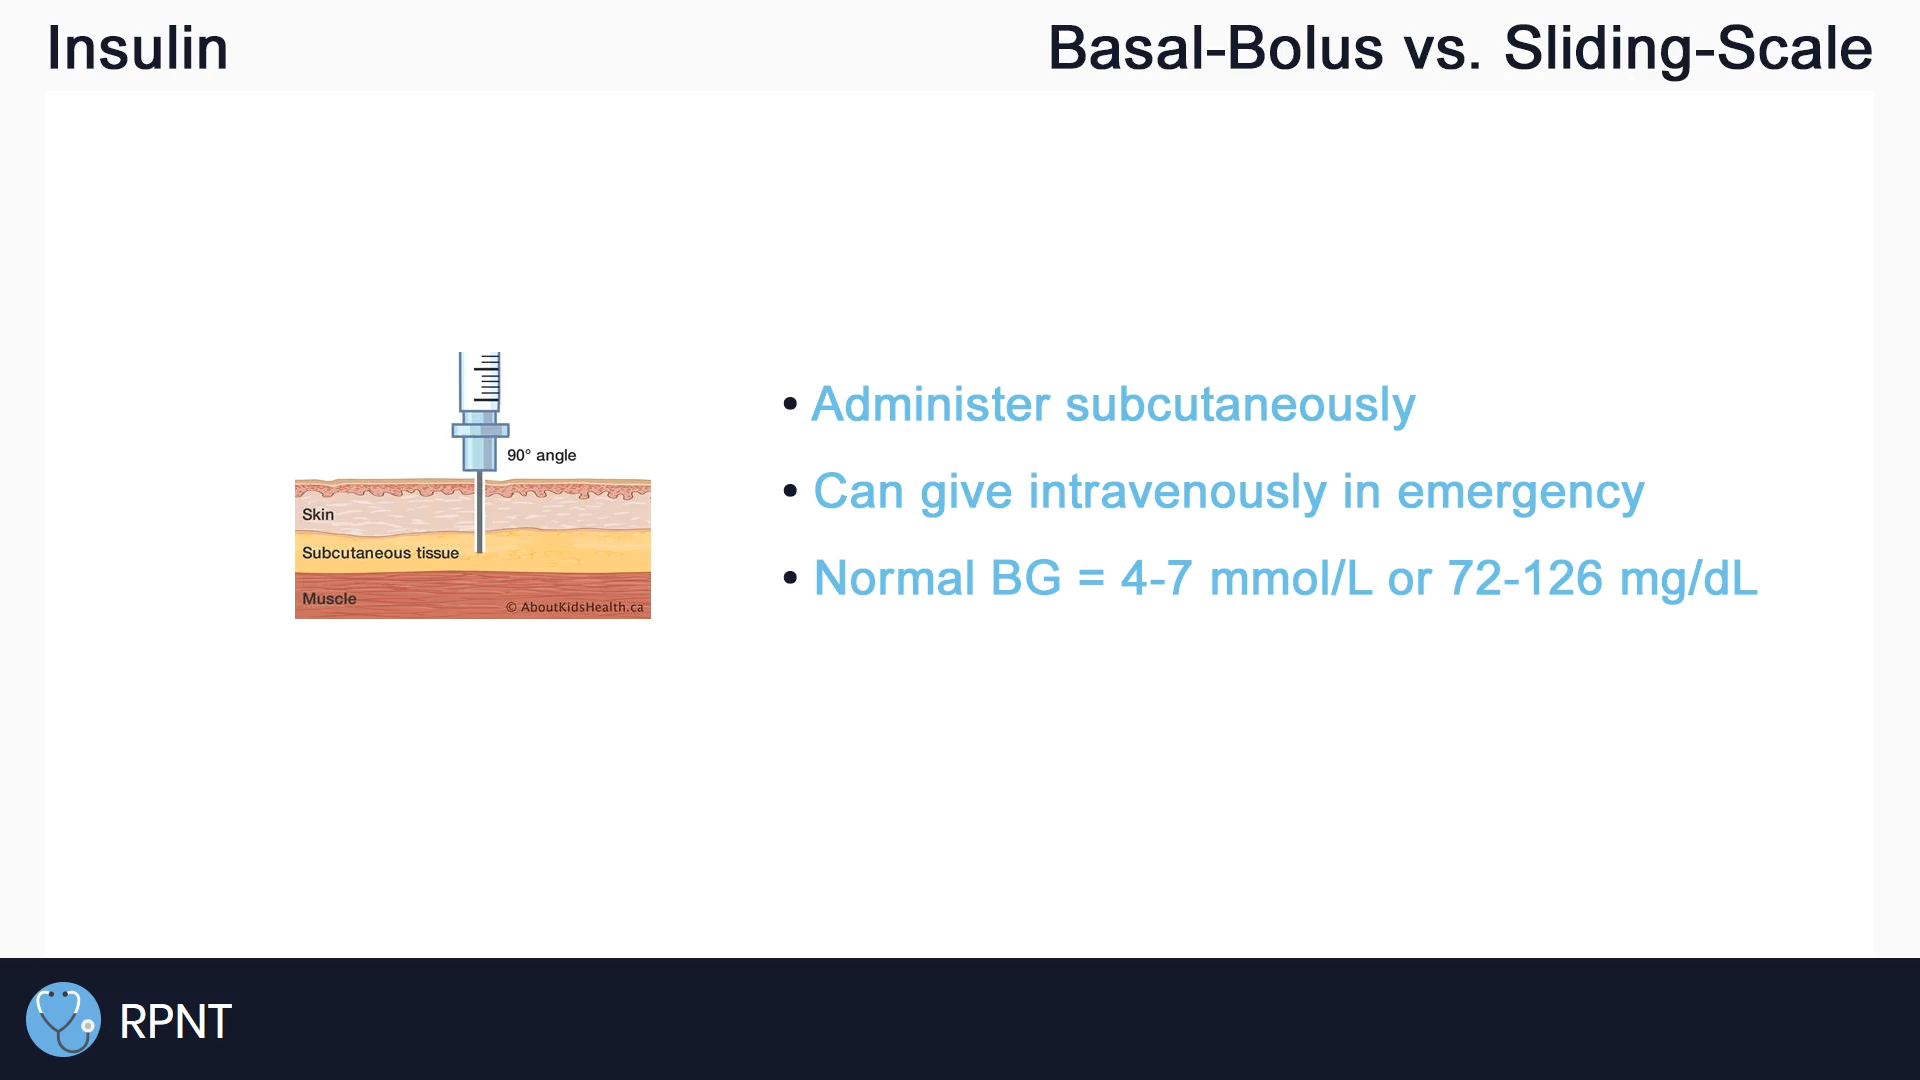 Insulin
Basal-Bolus vs. Sliding-Scale
90° angle
Skin
Subcutaneous tissue
Muscle
© AboutKidsHealth.ca
• Administer subcutaneously
• Can give intravenously in emergency
• Normal BG = 4-7 mmol/L or 72-126 mg/dL
RPNT